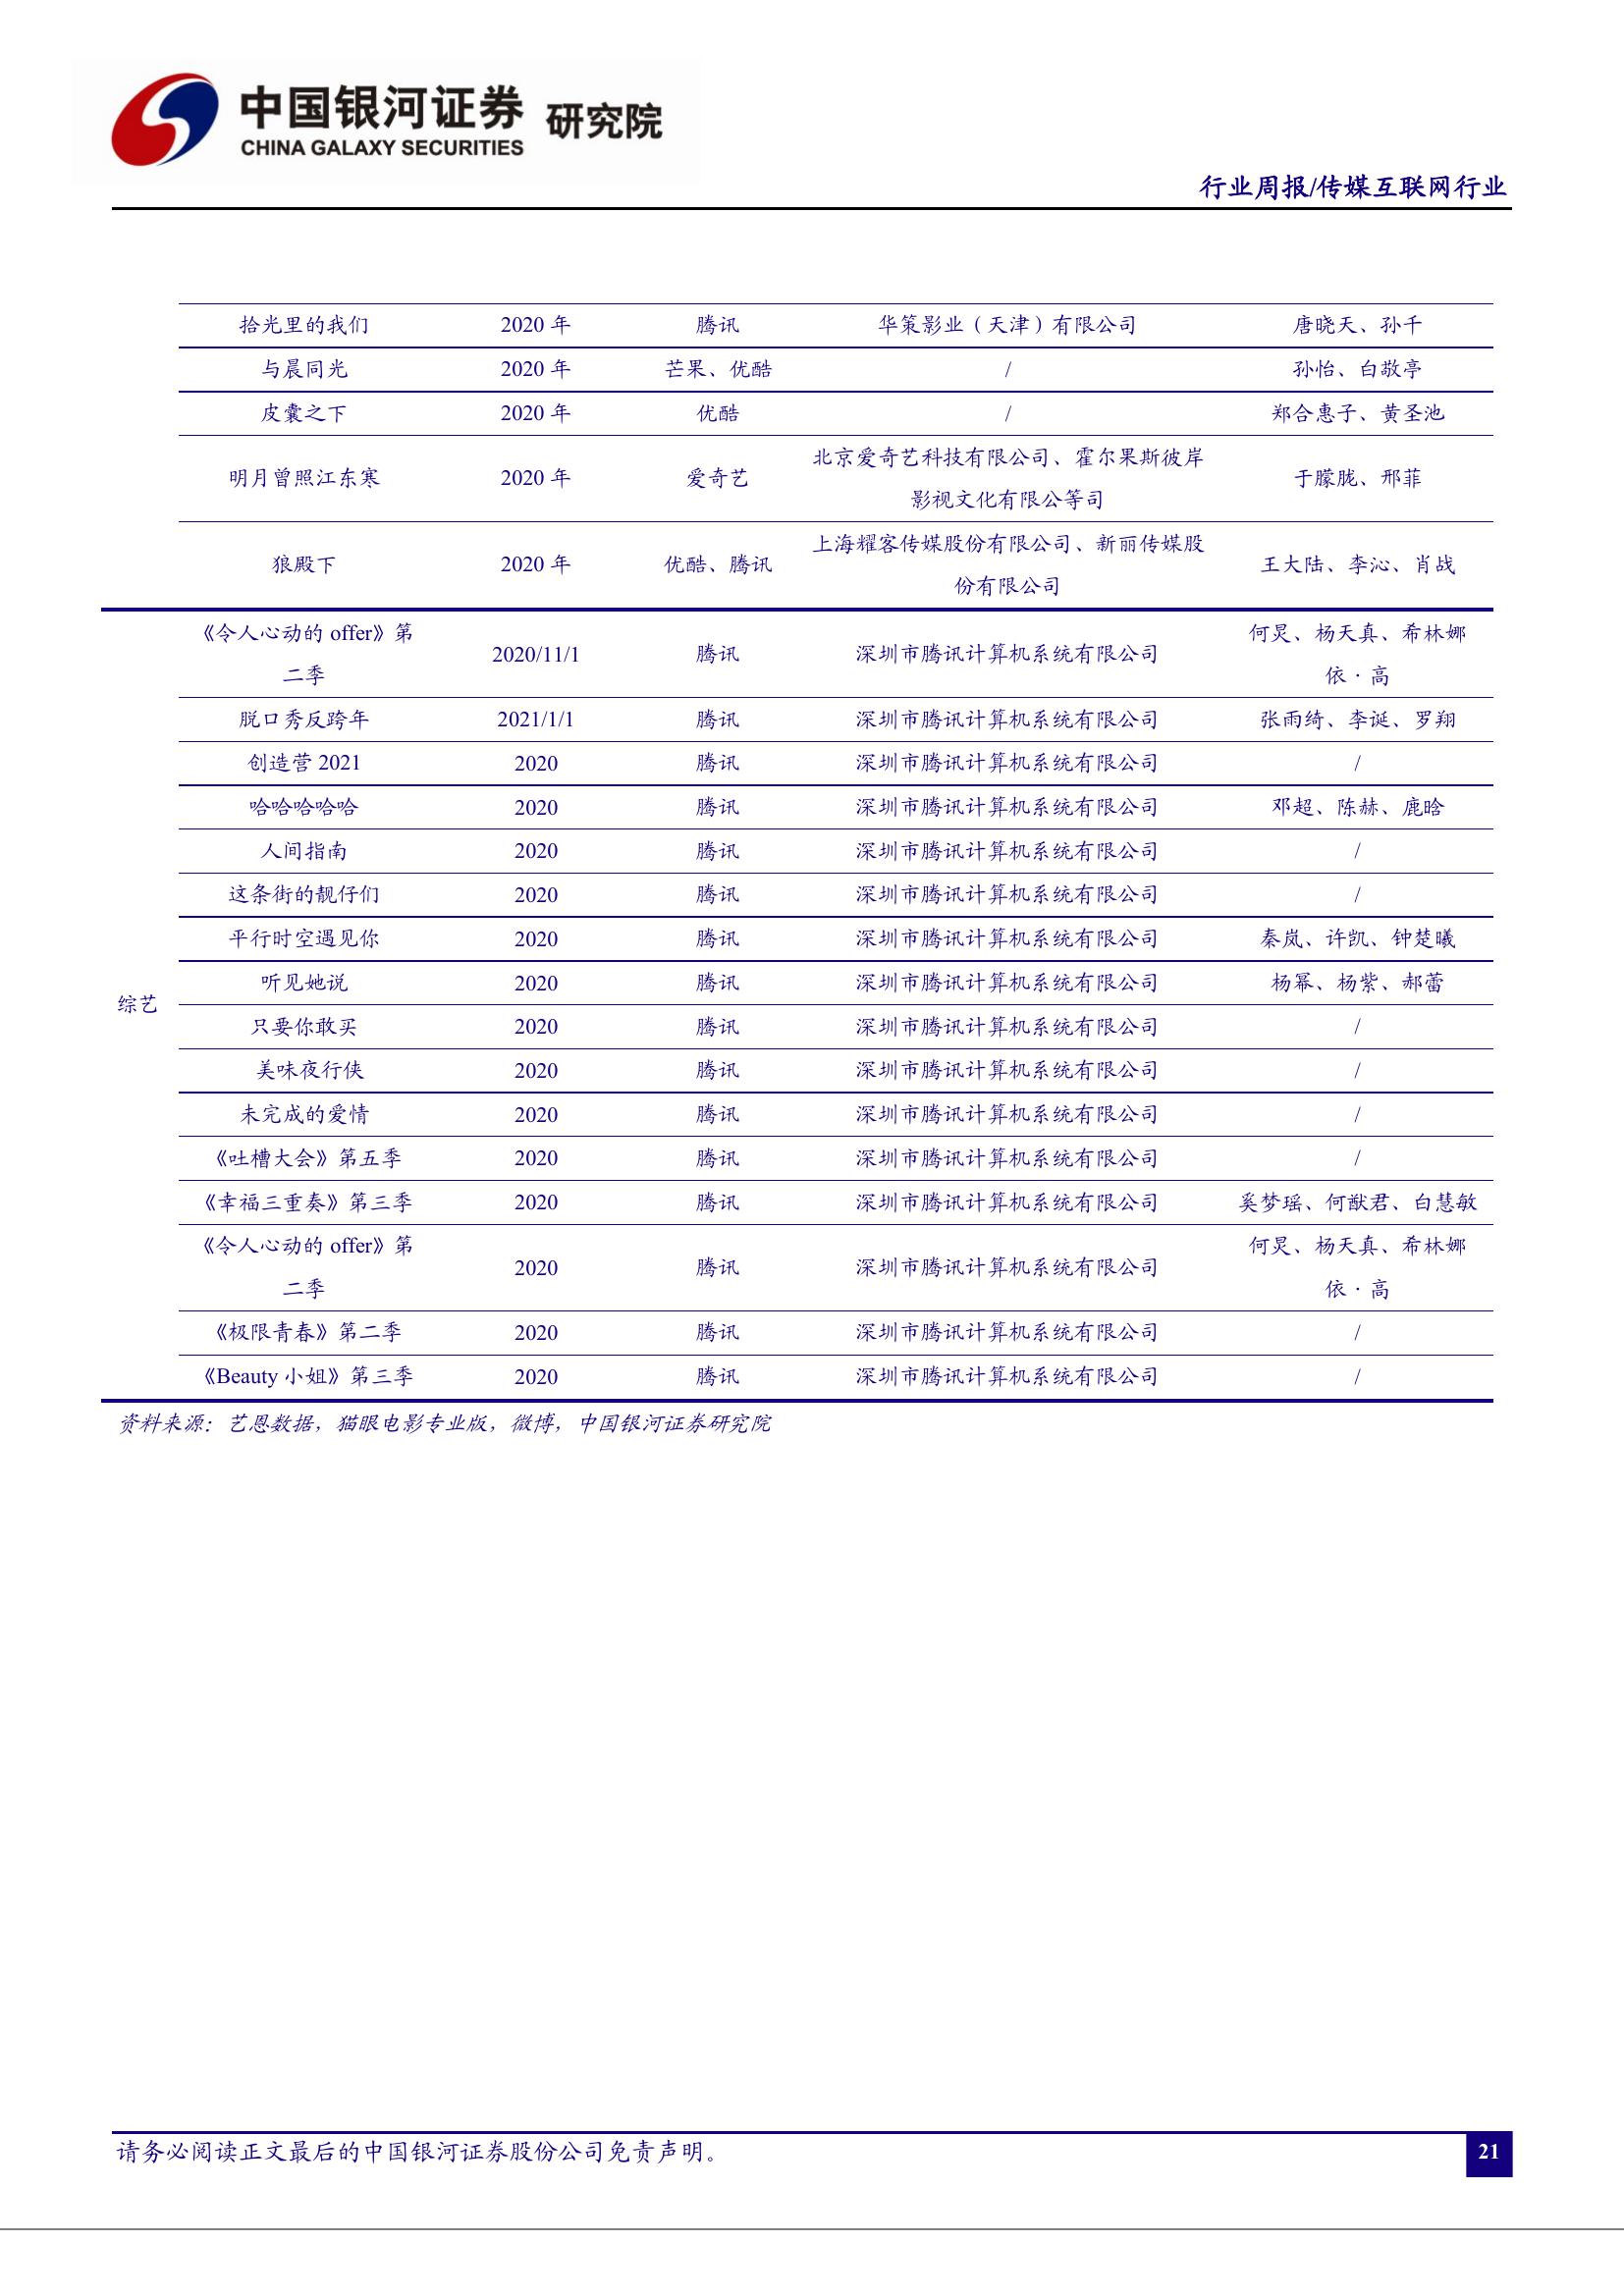 中国银河证券 研究院
CHINA GALAXY SECURITIES
行业周报/传媒互联网行业
拾光里的我们 2020 年 腾讯 华策影业（天津）有限公司 唐晓天、孙千
与晨同光 2020 年 芒果、优酷 / 孙怡、白敬亭
皮囊之下 2020 年 优酷 / 郑合惠子、黄圣池
北京爱奇艺科技有限公司、霍尔果斯彼岸
明月曾照江东寒 2020 年 爱奇艺 于朦胧、邢菲
影视文化有限公等司
上海耀客传媒股份有限公司、新丽传媒股
狼殿下 2020 年 优酷、腾讯 王大陆、李沁、肖战
份有限公司
《令人心动的 offer》第 何炅、杨天真、希林娜
2020/11/1 腾讯 深圳市腾讯计算机系统有限公司
二季 依·高
脱口秀反跨年 2021/1/1 腾讯 深圳市腾讯计算机系统有限公司 张雨绮、李诞、罗翔
创造营 2021 2020 腾讯 深圳市腾讯计算机系统有限公司 /
哈哈哈哈哈 2020 腾讯 深圳市腾讯计算机系统有限公司 邓超、陈赫、鹿晗
人间指南 2020 腾讯 深圳市腾讯计算机系统有限公司 /
这条街的靓仔们 2020 腾讯 深圳市腾讯计算机系统有限公司 /
平行时空遇见你 2020 腾讯 深圳市腾讯计算机系统有限公司 秦岚、许凯、钟楚曦
听见她说 2020 腾讯 深圳市腾讯计算机系统有限公司 杨幂、杨紫、郝蕾
综艺
只要你敢买 2020 腾讯 深圳市腾讯计算机系统有限公司 /
美味夜行侠 2020 腾讯 深圳市腾讯计算机系统有限公司 /
未完成的爱情 2020 腾讯 深圳市腾讯计算机系统有限公司 /
《吐槽大会》第五季 2020 腾讯 深圳市腾讯计算机系统有限公司 /
《幸福三重奏》第三季 2020 腾讯 深圳市腾讯计算机系统有限公司 奚梦瑶、何猷君、白慧敏
《令人心动的 offer》第 何炅、杨天真、希林娜
2020 腾讯 深圳市腾讯计算机系统有限公司
二季 依·高
《极限青春》第二季 2020 腾讯 深圳市腾讯计算机系统有限公司 /
《Beauty 小姐》第三季 2020 腾讯 深圳市腾讯计算机系统有限公司 /
资料来源：艺恩数据，猫眼电影专业版，微博，中国银河证券研究院
请务必阅读正文最后的中国银河证券股份公司免责声明。
21